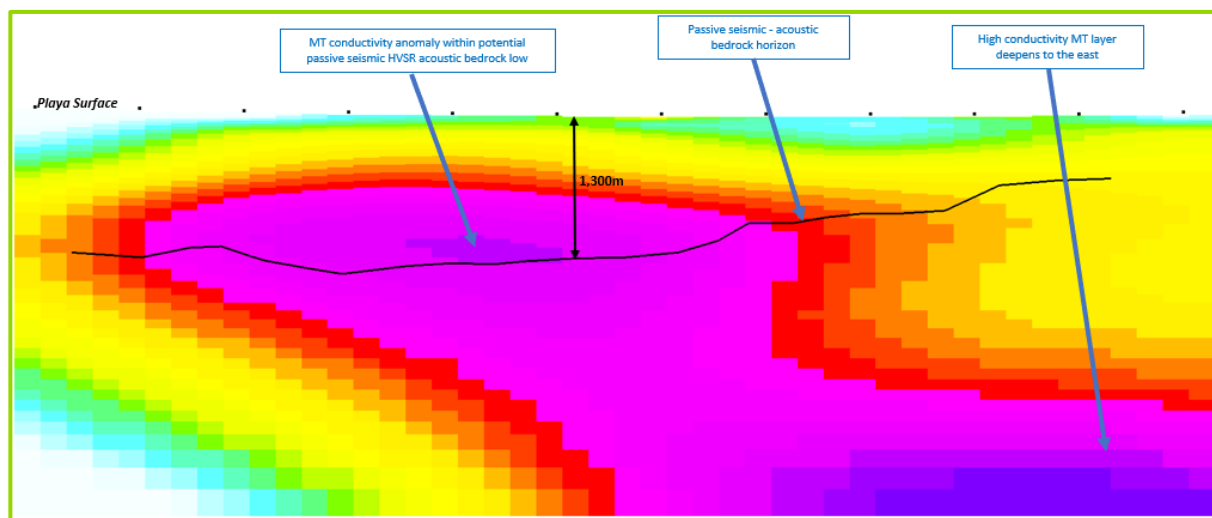 MT conductivity anomaly within potential
passive seismic HVSR acoustic bedrock low
Passive seismic - acoustic
bedrock horizon
High conductivity MT layer
deepens to the east
Playa Surface
1,300m